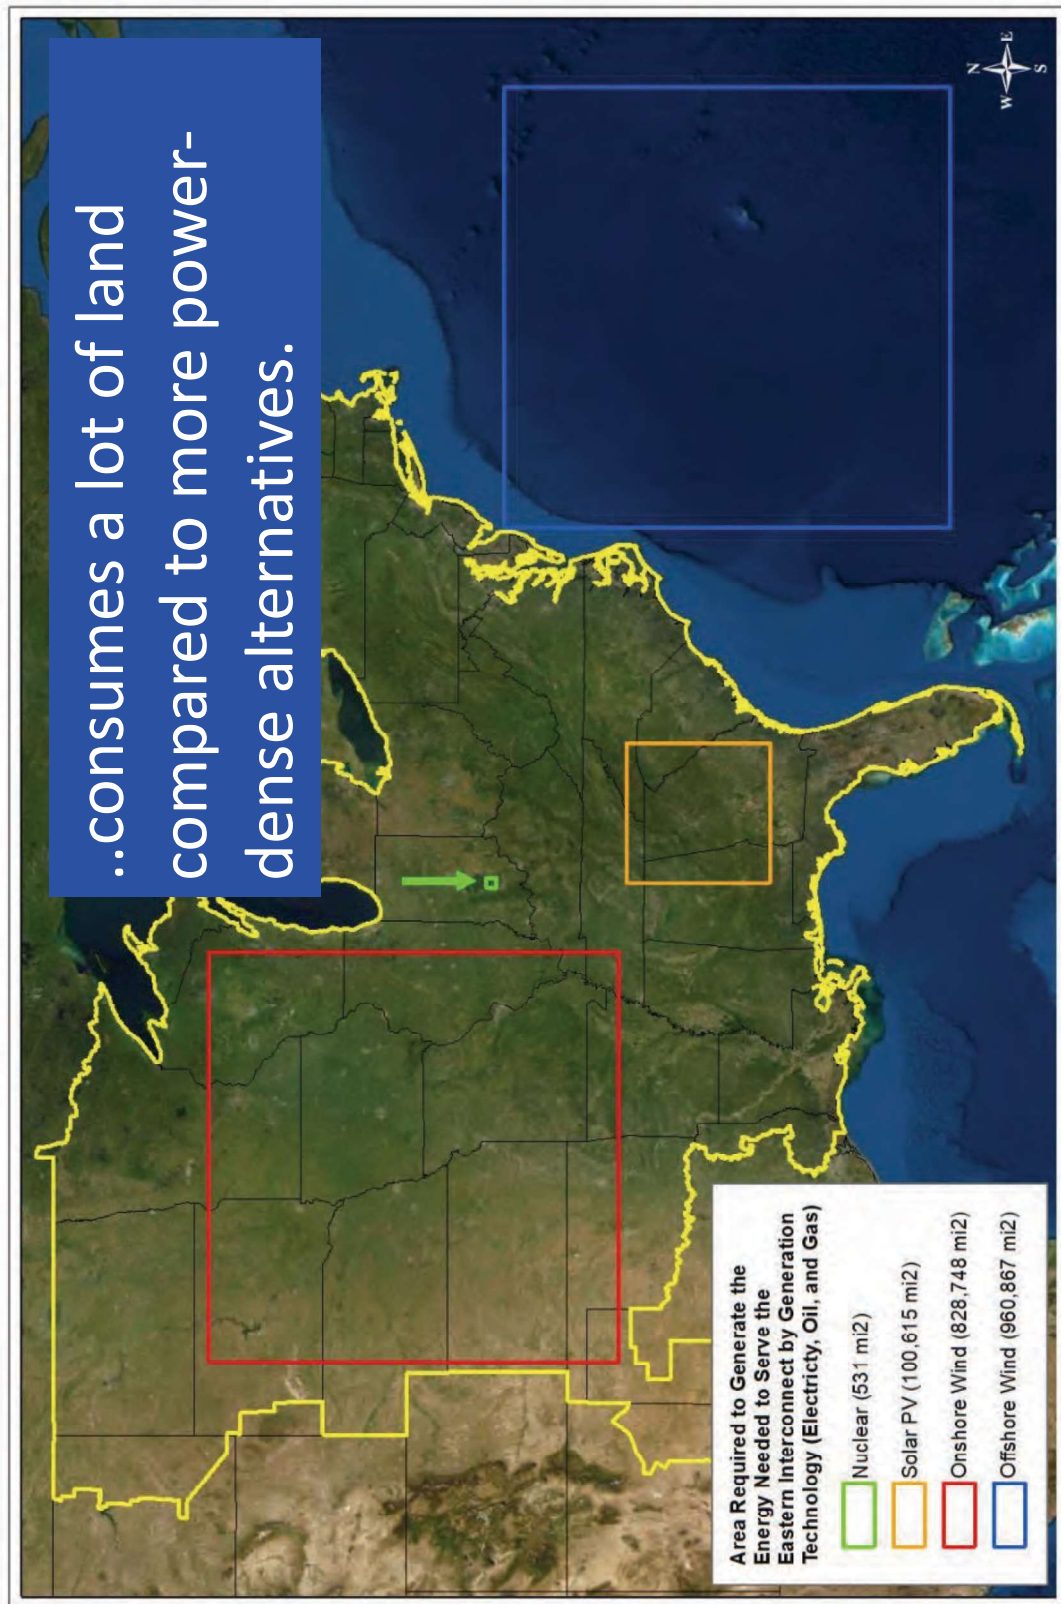 ..consumes a lot of land
compared to more power-
dense alternatives.
N
W
E
S
Area Required to Generate the
Energy Needed to Serve the
Eastern Interconnect by Generation
Technology (Electricty, Oil, and Gas)
Nuclear (531 mi2)
Solar PV (100,615 mi2)
Onshore Wind (828,748 mi2)
Offshore Wind (960,867 mi2)